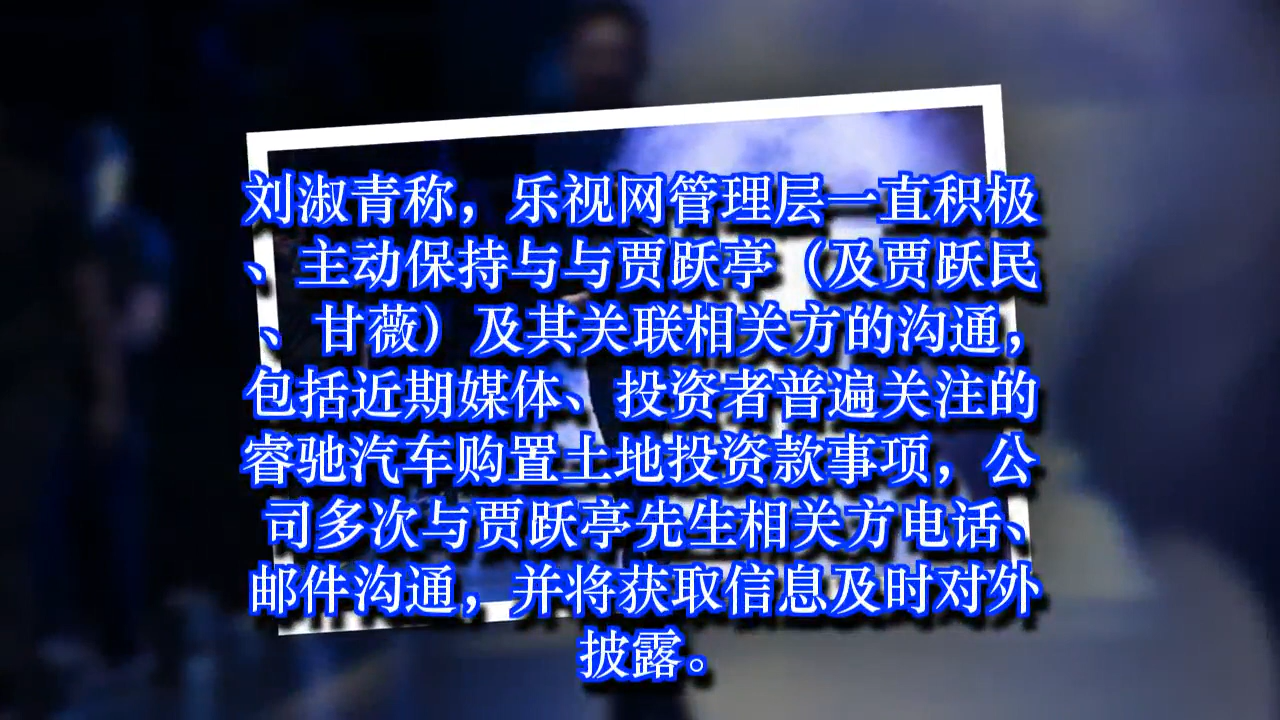 刘淑青称，乐视网管理层一直积极
、主动保持与与贾跃亭（及贾跃民
、甘薇）及其关联相关方的沟通，
包括近期媒体、投资者普遍关注的
睿驰汽车购置土地投资款事项，公
司多次与贾跃亭先生相关方电话、
邮件沟通，并将获取信息及时对外
披露。